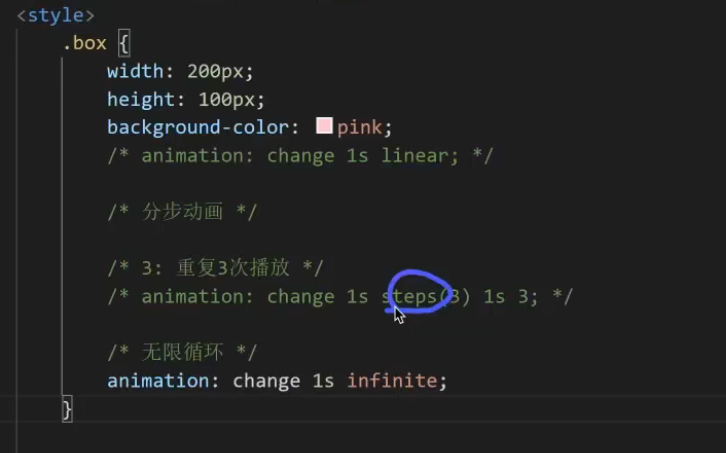 <style>
.box {
width: 200px;
height: 100px;
background-color: pink;
/* animation: change 1s linear; */
/* 分步动画 */
/* 3: 重复3次播放 */
/* animation: change 1s steps(3) 1s 3; */
/* 无限循环 */
animation: change 1s infinite;
}